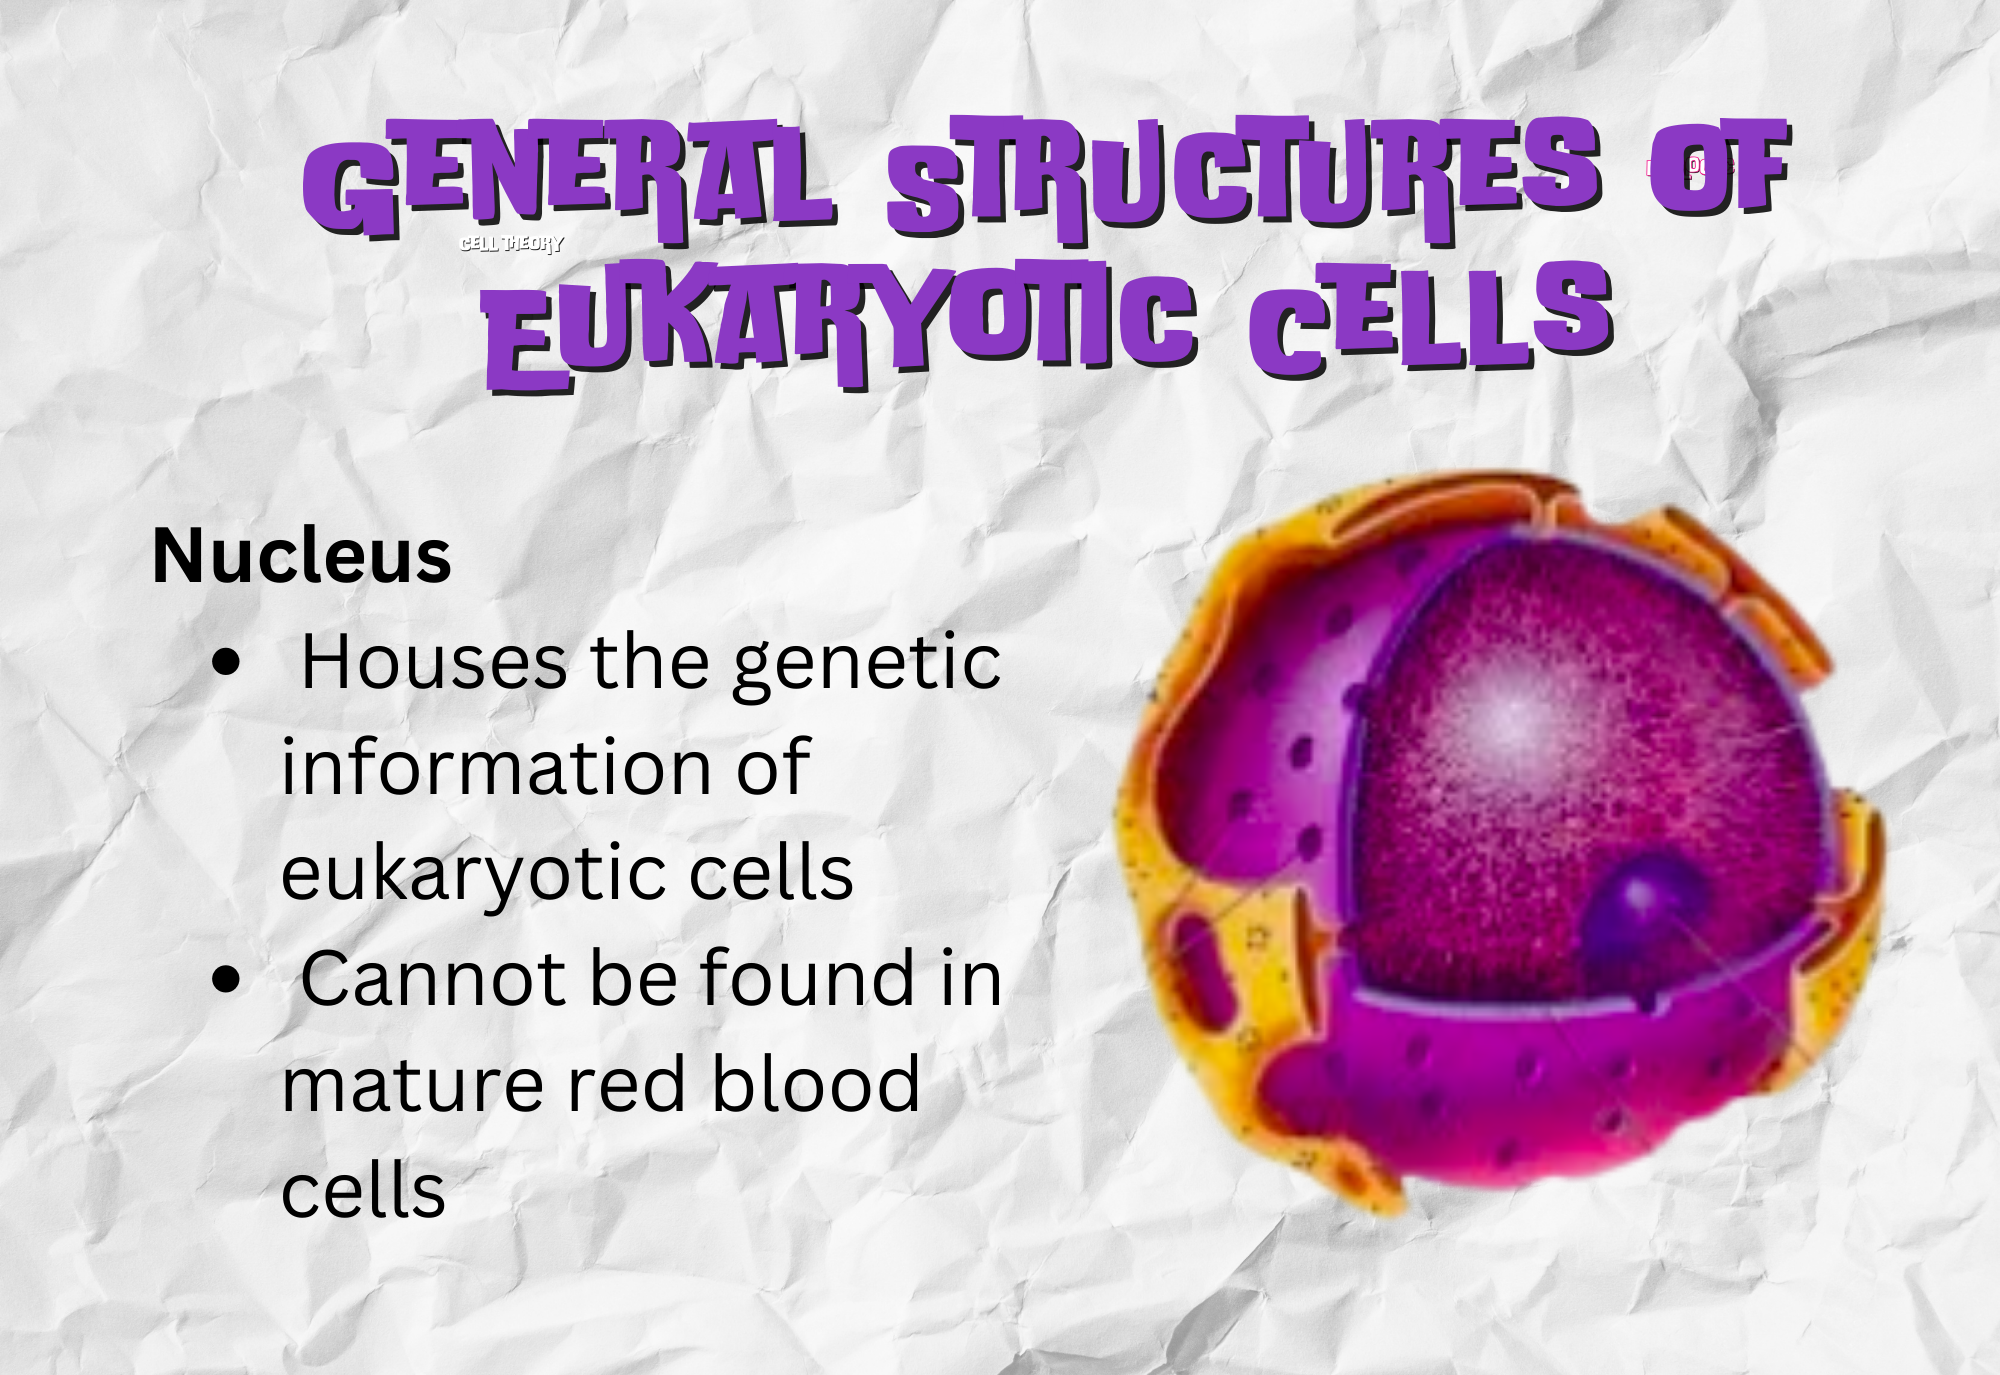 GENERAL STRUCTURES OF
CELL THEORY
EUKARYOTIC CELLS
Nucleus
• Houses the genetic
information of
eukaryotic cells
• Cannot be found in
mature red blood
cells